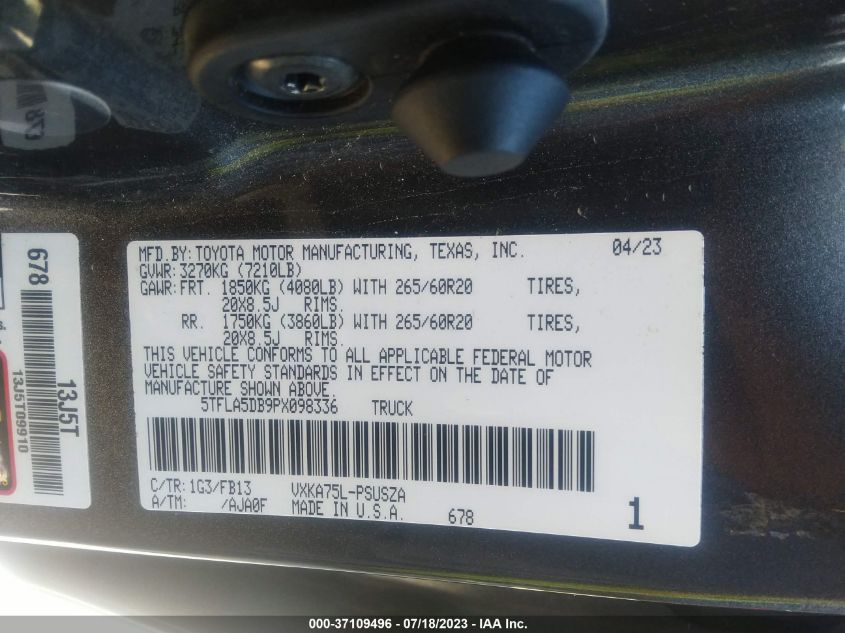 MFD.BY:TOYOTA MOTOR MANUFACTURING, TEXAS, INC. 04/23
GVWR:3270KG (7210LB)
GAWR:FRT. 1850KG (4080LB) WITH 265/60R20 TIRES,
20X8.5J RIMS.
RR. 1750KG (3860LB) WITH 265/60R20 TIRES,
20X8.5J RIMS.
THIS VEHICLE CONFORMS TO ALL APPLICABLE FEDERAL MOTOR
VEHICLE SAFETY STANDARDS IN EFFECT ON THE DATE OF
MANUFACTURE SHOWN ABOVE.
5TFLA5DB9PX098336 TRUCK
C/TR:1G3/FB13 VXKA75L-PSUSZA
A/TM: /AJA0F MADE IN U.S.A. 678 1
678
13J5T
13J5T09910
000-37109496 - 07/18/2023 - IAA Inc.